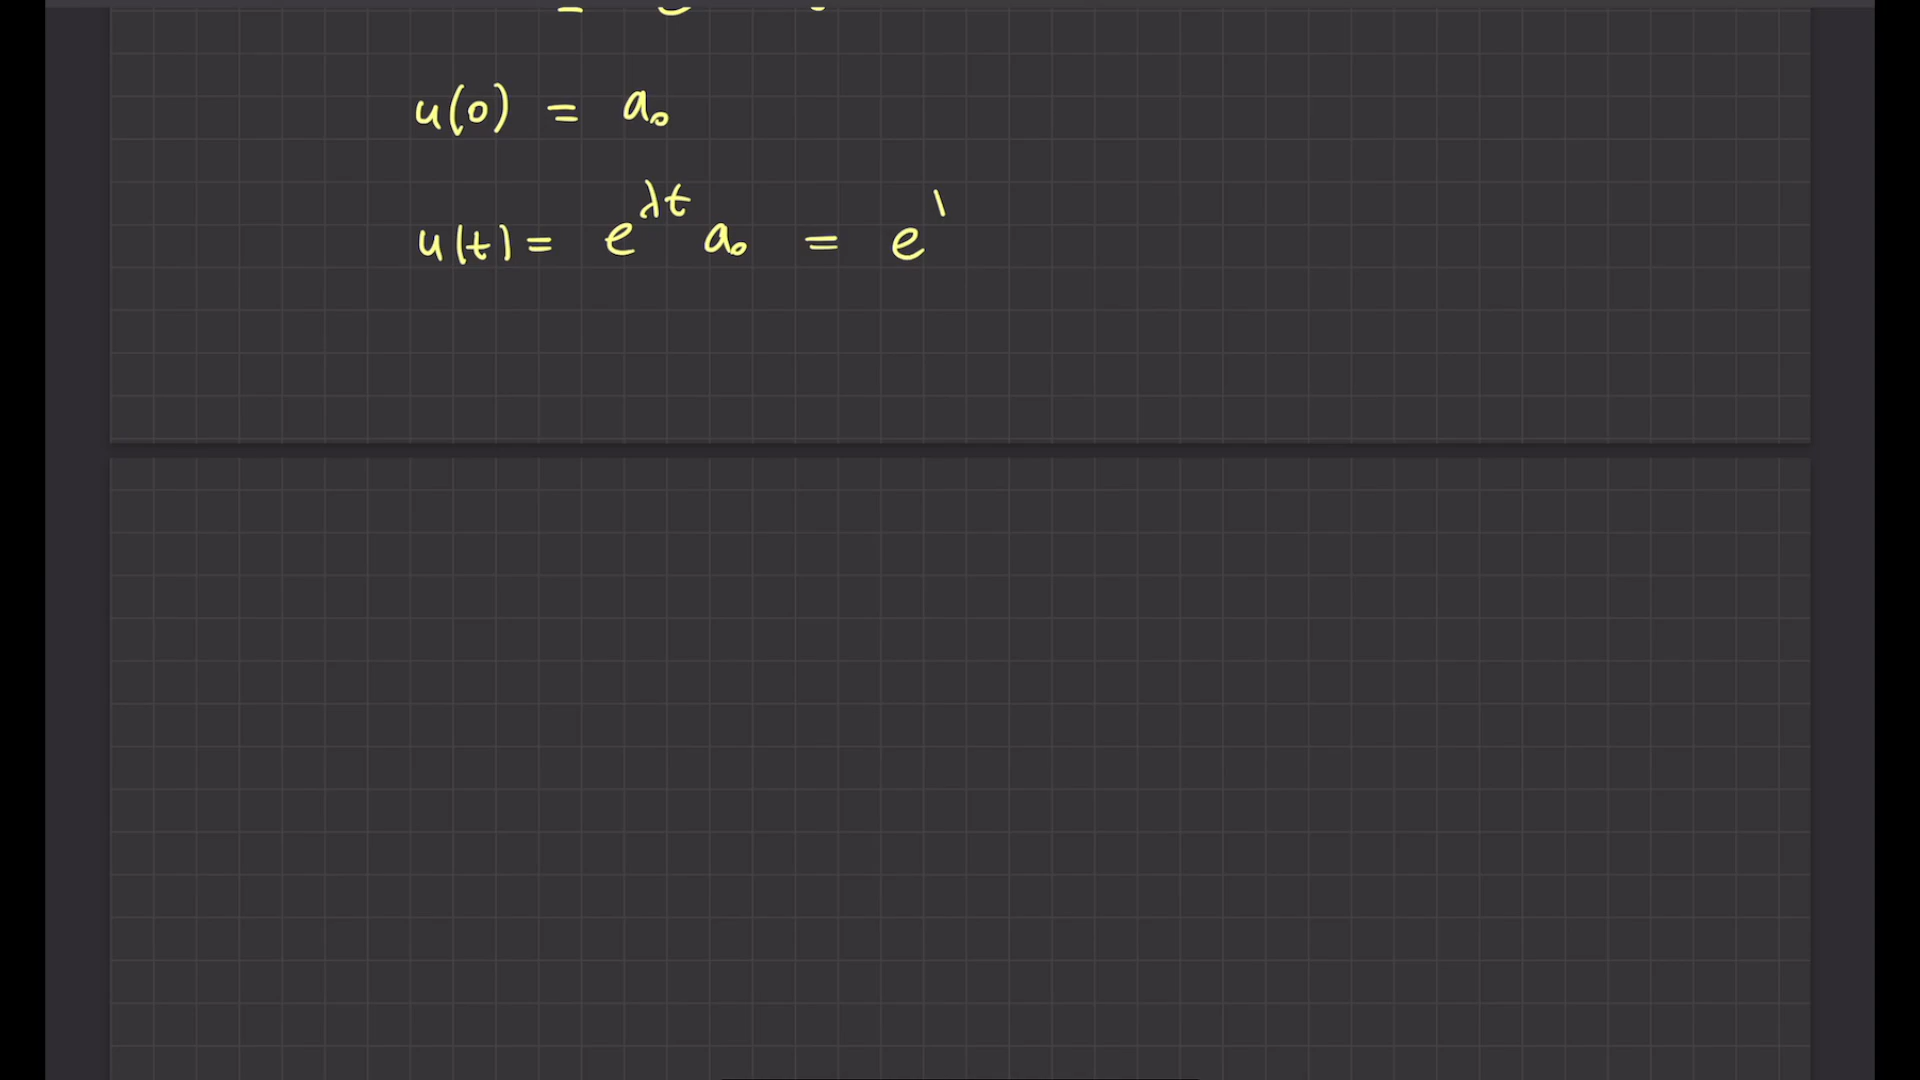 u(0) = a₀
u(t) = e^{λt} a₀ = e^\